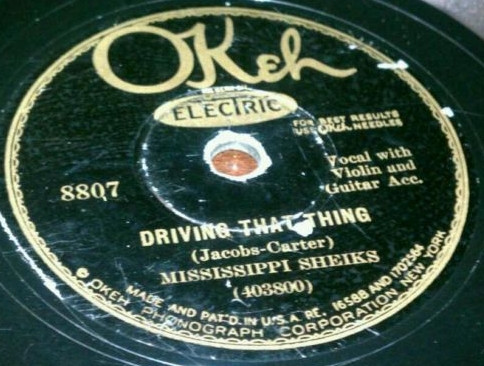 OKeh
ELECTRIC
FOR BEST RESULTS
USE OKeh NEEDLES
Vocal with
Violin and
Guitar Acc.
8807
DRIVING THAT THING
(Jacobs-Carter)
MISSISSIPPI SHEIKS
(403800)
MADE AND PAT'D. IN U.S.A. RE. 16588 AND 1702564
OKEH PHONOGRAPH CORPORATION NEW YORK